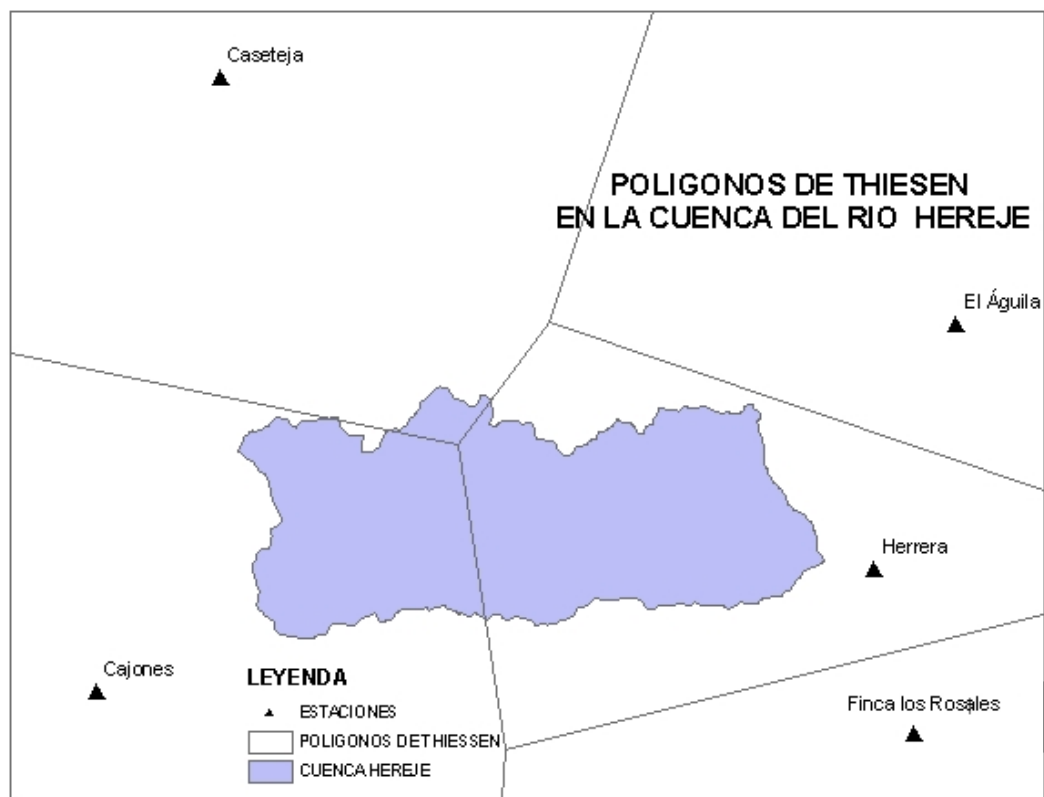 Caseteja
POLIGONOS DE THIESEN
EN LA CUENCA DEL RIO HEREJE
El Águila
Herrera
Cajones
Finca los Rosales
LEYENDA
ESTACIONES
POLIGONOS DE THIESSEN
CUENCA HEREJE